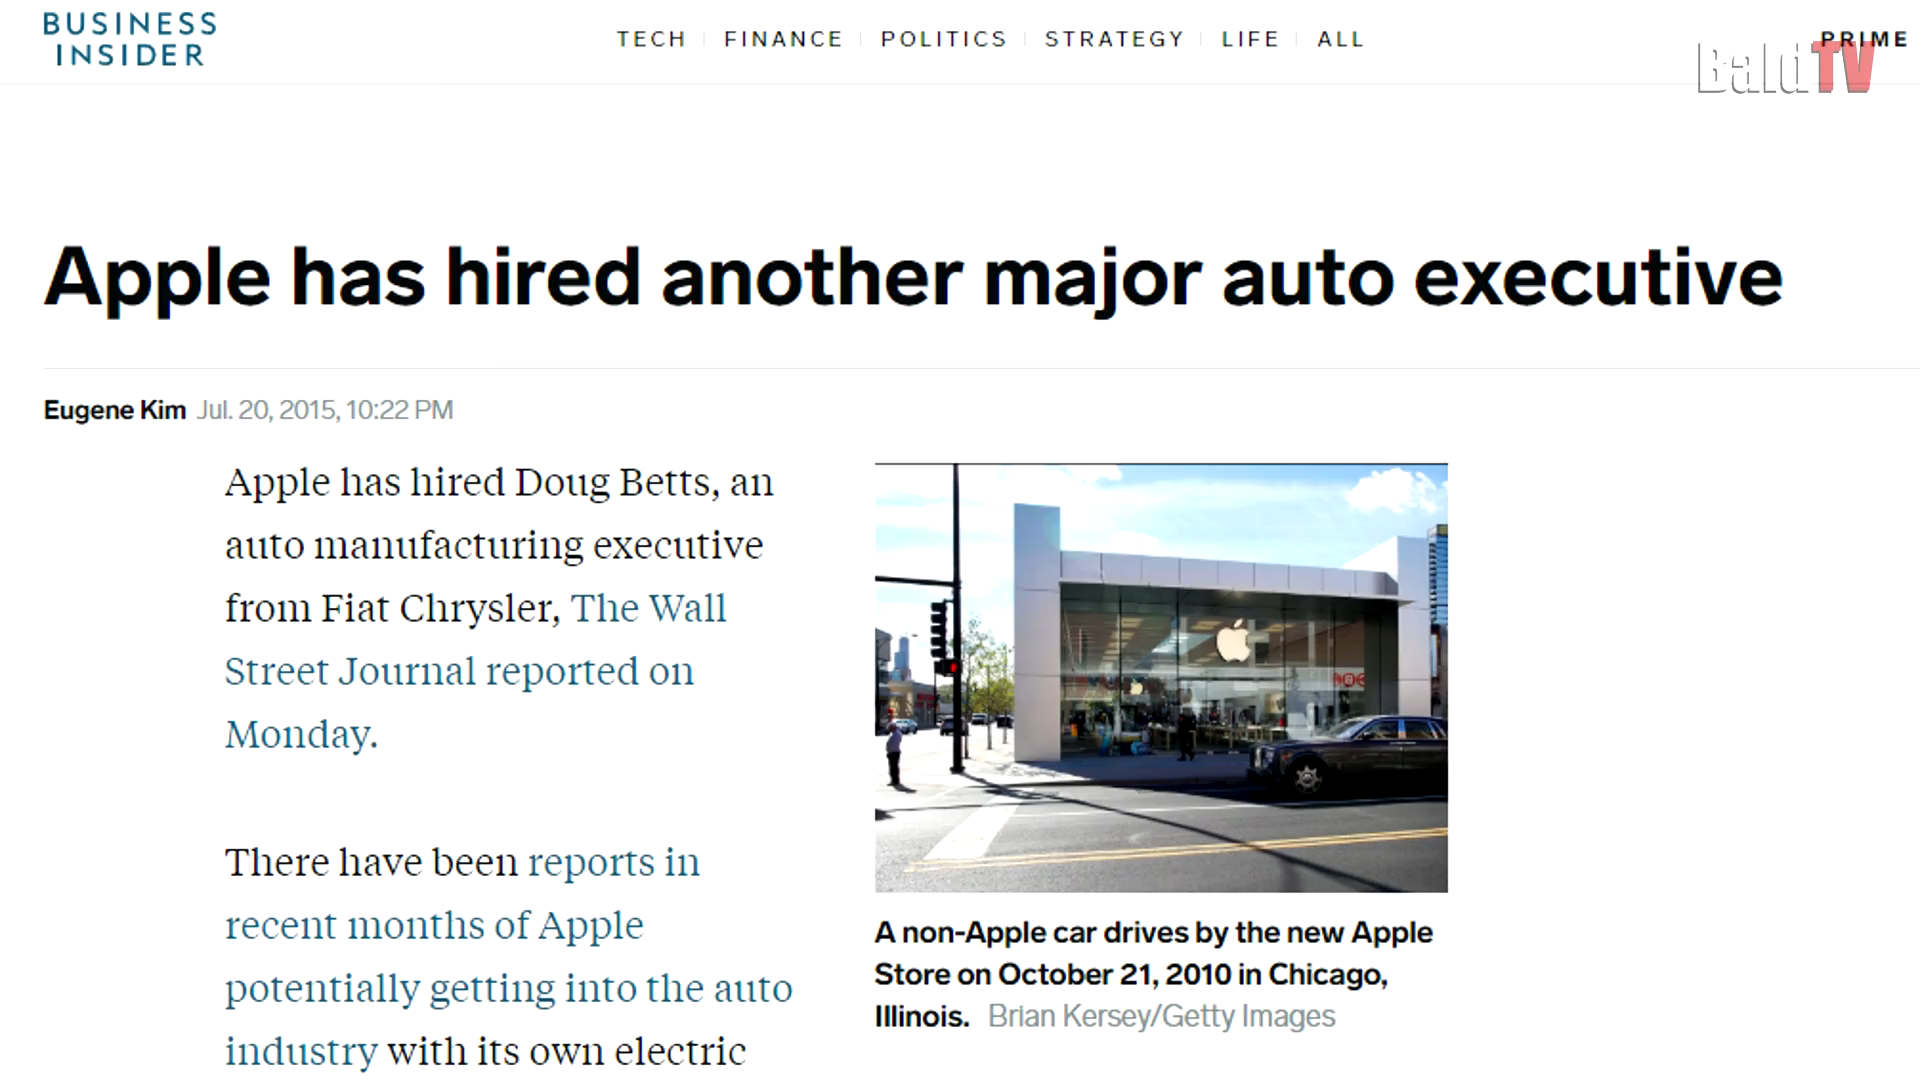 BUSINESS
INSIDER
TECH FINANCE POLITICS STRATEGY LIFE ALL
PRIME
BaldTV
Apple has hired another major auto executive
Eugene Kim Jul. 20, 2015, 10:22 PM
Apple has hired Doug Betts, an
auto manufacturing executive
from Fiat Chrysler, The Wall
Street Journal reported on
Monday.
There have been reports in
recent months of Apple
potentially getting into the auto
industry with its own electric
A non-Apple car drives by the new Apple
Store on October 21, 2010 in Chicago,
Illinois. Brian Kersey/Getty Images